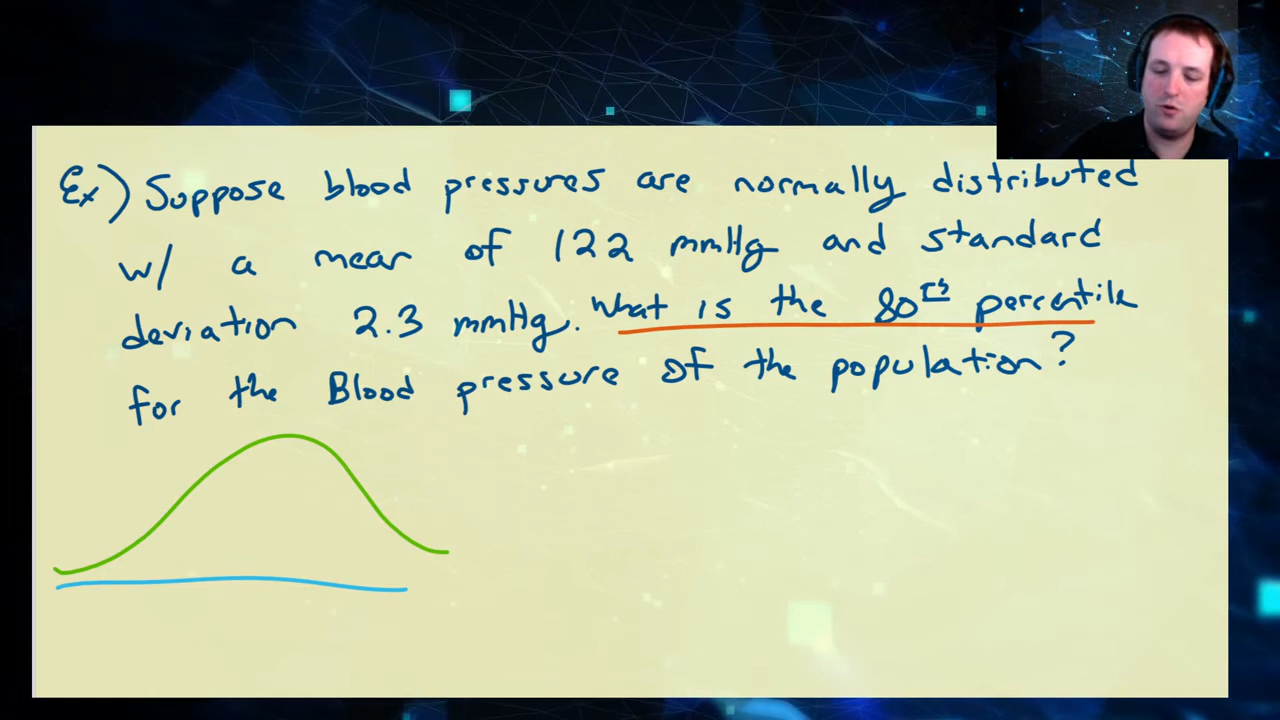 Ex) Suppose blood pressures are normally distributed
w/ a mean of 122 mmHg and standard
deviation 2.3 mmHg. What is the 80th percentile
for the Blood pressure of the population?